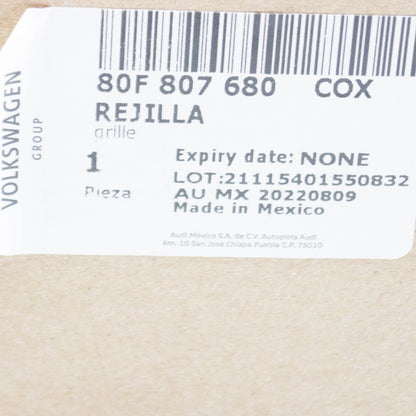 VOLKSWAGEN
GROUP
80F 807 680 COX
REJILLA
grille
1
Pieza
Expiry date: NONE
LOT:21115401550832
AU MX 20220809
Made in Mexico
Audi México S.A. de C.V. Autopista Audi
km. 10 San José Chiapa Puebla C.P. 75010